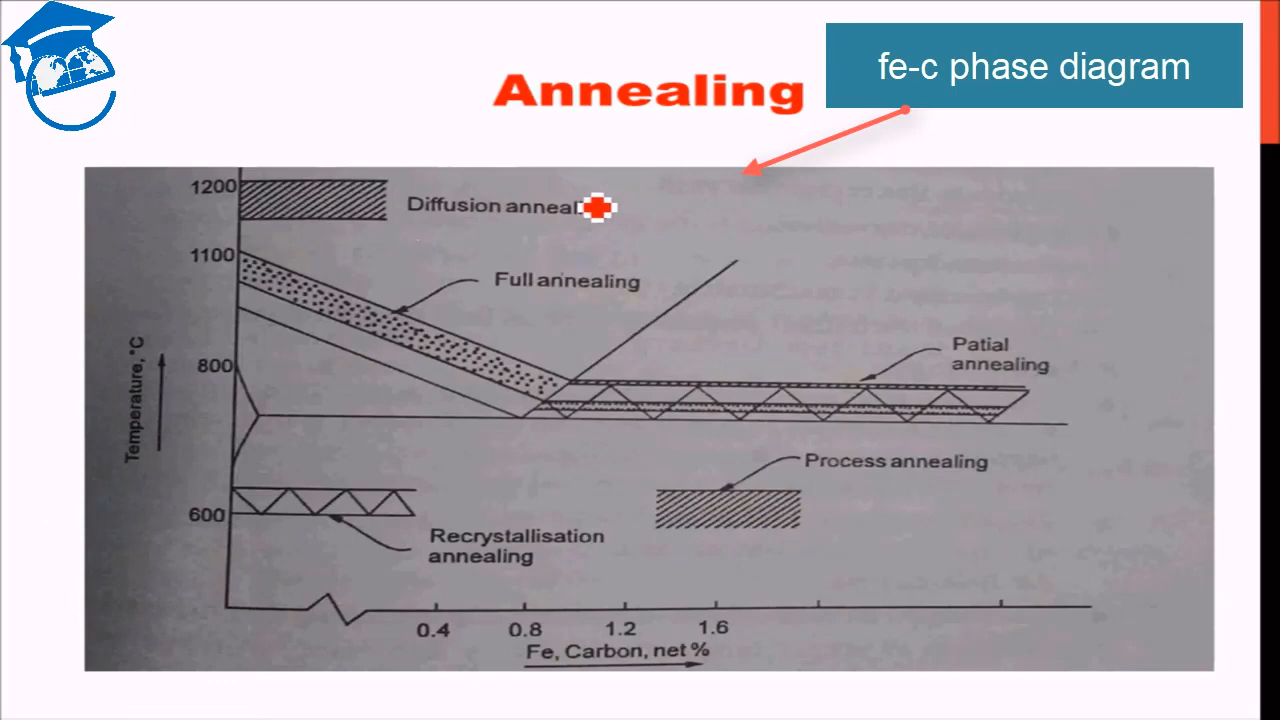 fe-c phase diagram
Annealing
1200
Diffusion anneal
1100
Full annealing
800
Patial
annealing
Temperature, °C
Process annealing
600
Recrystallisation
annealing
0.4 0.8 1.2 1.6
Fe, Carbon, net %